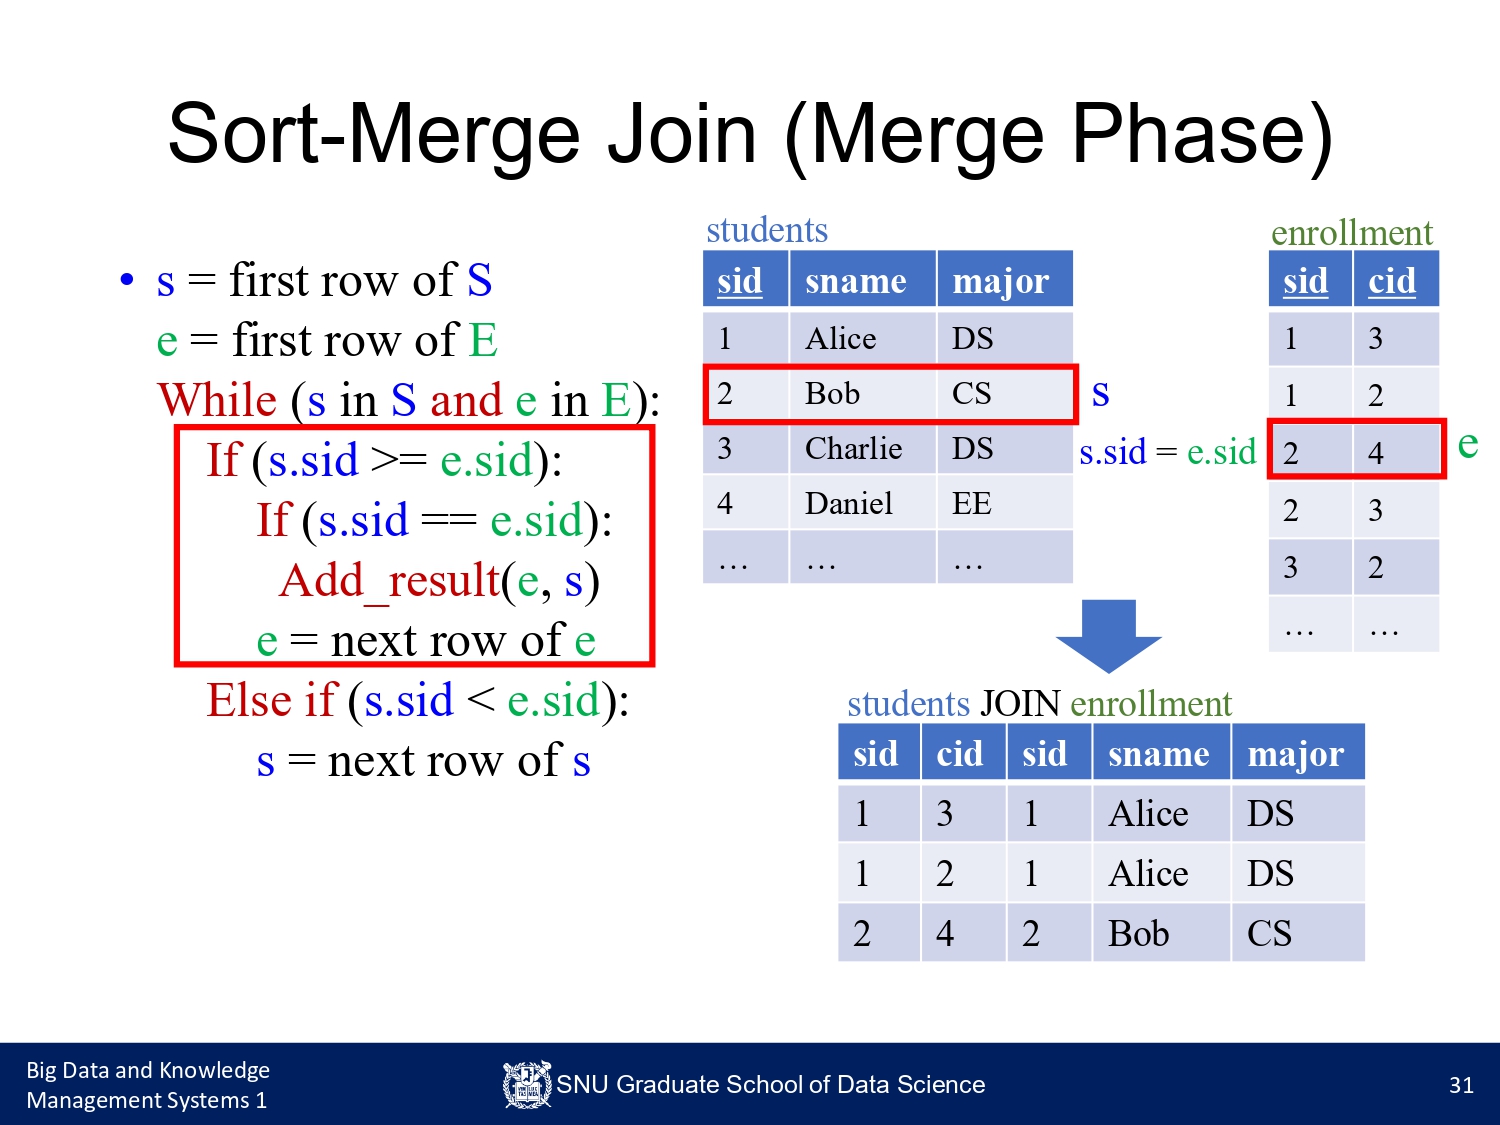 Sort-Merge Join (Merge Phase)
• s = first row of S
e = first row of E
While (s in S and e in E):
If (s.sid >= e.sid):
If (s.sid == e.sid):
Add_result(e, s)
e = next row of e
Else if (s.sid < e.sid):
s = next row of s
students
sid sname major
1 Alice DS
2 Bob CS
3 Charlie DS
4 Daniel EE
… … …
s
s.sid = e.sid
enrollment
sid cid
1 3
1 2
2 4
2 3
3 2
… …
e
students JOIN enrollment
sid cid sid sname major
1 3 1 Alice DS
1 2 1 Alice DS
2 4 2 Bob CS
Big Data and Knowledge
Management Systems 1
SNU Graduate School of Data Science
31